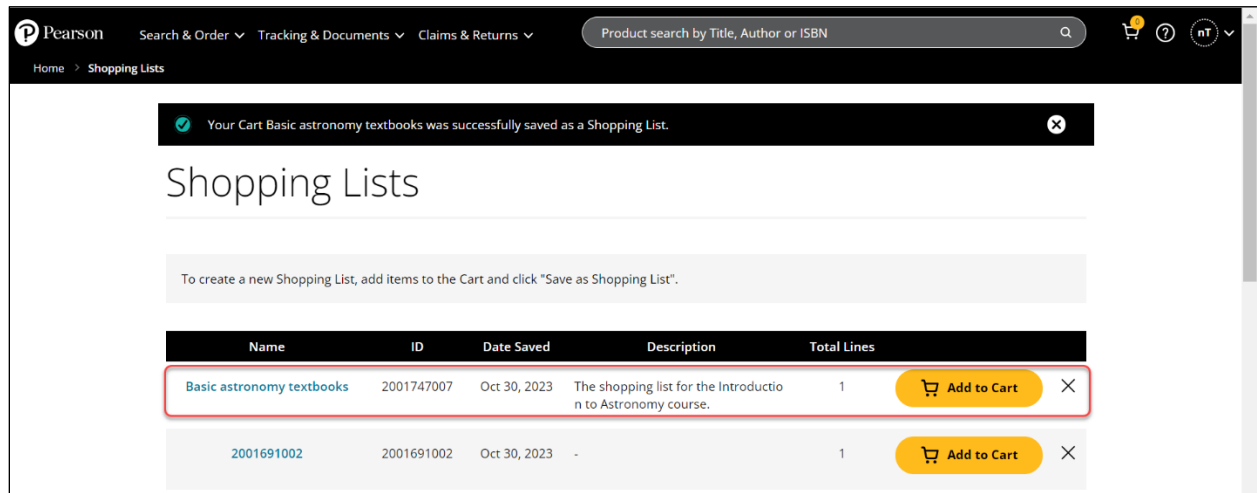 Pearson
Search & Order Tracking & Documents Claims & Returns Product search by Title, Author or ISBN 0 nT
Home > Shopping Lists
Your Cart Basic astronomy textbooks was successfully saved as a Shopping List.
Shopping Lists
To create a new Shopping List, add items to the Cart and click "Save as Shopping List".
Name ID Date Saved Description Total Lines
Basic astronomy textbooks 2001747007 Oct 30, 2023 The shopping list for the Introductio 1 Add to Cart
n to Astronomy course.
2001691002 2001691002 Oct 30, 2023 - 1 Add to Cart